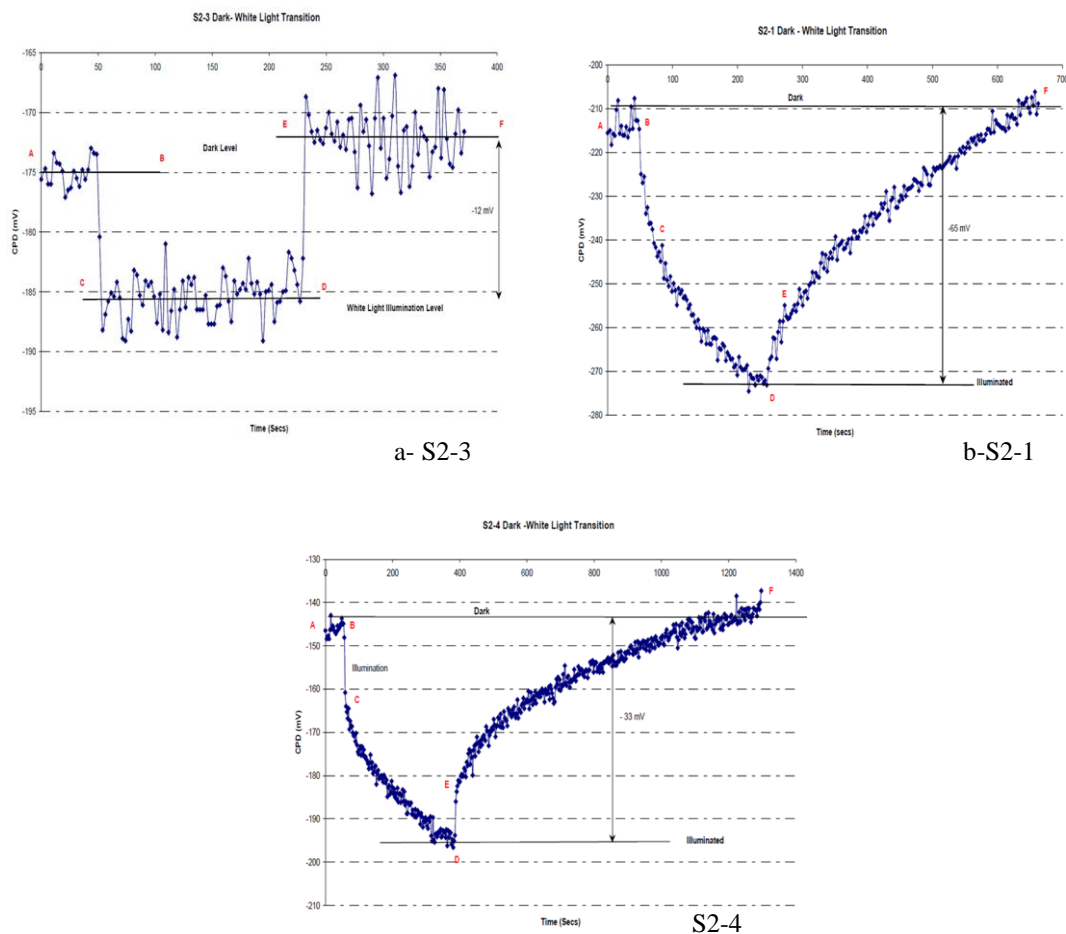 S2-3 Dark- White Light Transition
-165
0 50 100 150 200 250 300 350 400
-170
E
F
A
Dark Level
B
-175
-12 mV
CPD (mV)
-180
C
D
-185
White Light Illumination Level
-190
-195
Time (Secs)
a- S2-3
S2-1 Dark - White Light Transition
-200
0 100 200 300 400 500 600 700
Dark
F
-210
A
B
-220
-230
C
-65 mV
-240
CPD (mV)
-250
E
-260
-270
Illuminated
D
-280
Time (secs)
b-S2-1
S2-4 Dark -White Light Transition
-130
0 200 400 600 800 1000 1200 1400
F
-140
Dark
A
B
-150
Illumination
-160
C
- 33 mV
-170
CPD (mV)
-180
E
-190
Illuminated
-200
D
-210
Time (Secs)
S2-4